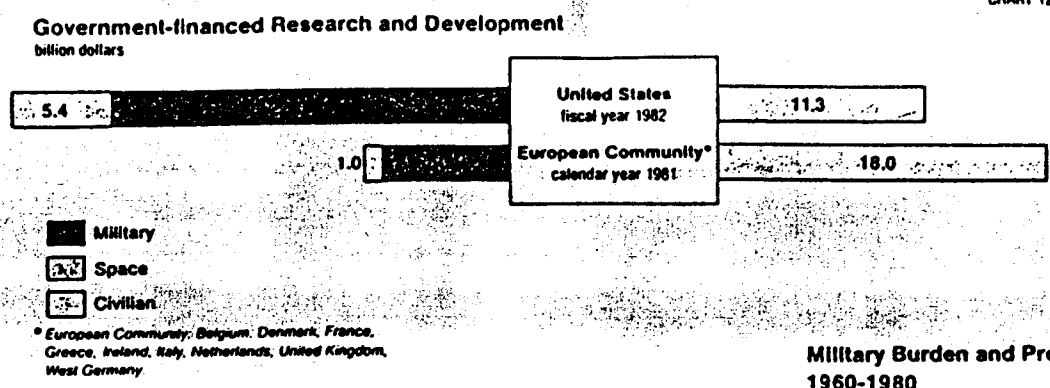 CHART 12
Government-financed Research and Development
billion dollars
5.4
United States
fiscal year 1982
11.3
1.0
European Community*
calendar year 1981
18.0
Military
Space
Civilian
* European Community: Belgium, Denmark, France,
Greece, Ireland, Italy, Netherlands, United Kingdom,
West Germany.
Military Burden and
1960-1980